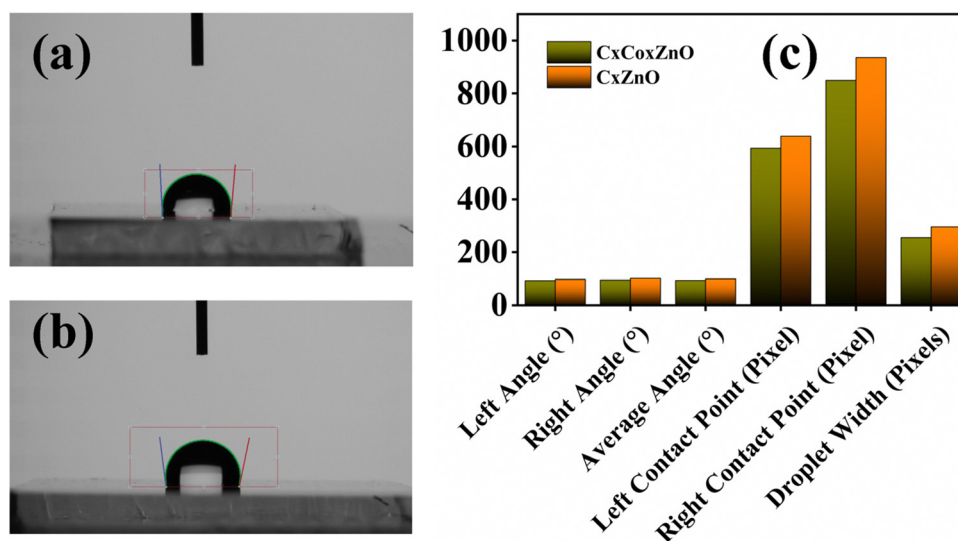 (a)
(b)
(c)
CxCoxZnO
CxZnO
1000
800
600
400
200
0
Left Angle (°)
Right Angle (°)
Average Angle (°)
Left Contact Point (Pixel)
Right Contact Point (Pixel)
Droplet Width (Pixels)